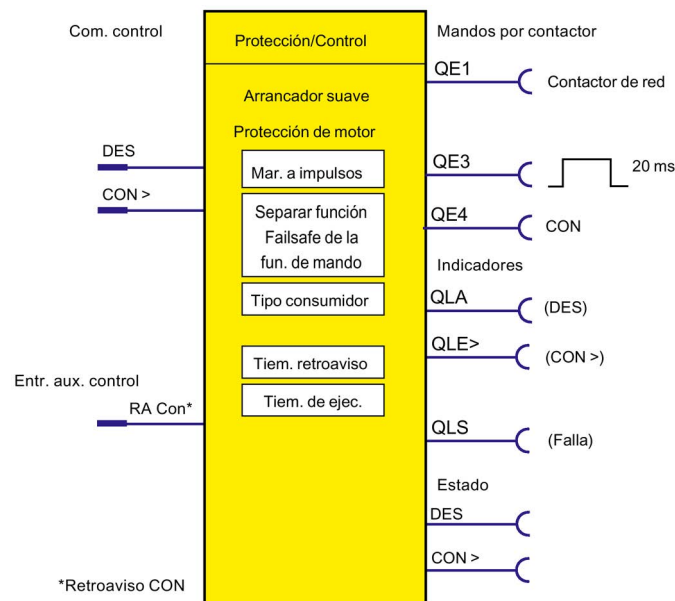 Com. control
DES
CON >
Entr. aux. control
RA Con*
*Retroaviso CON
Protección/Control
Arrancador suave
Protección de motor
Mar. a impulsos
Separar función
Failsafe de la
fun. de mando
Tipo consumidor
Tiem. retroaviso
Tiem. de ejec.
Mandos por contactor
QE1
Contactor de red
QE3
20 ms
QE4
CON
Indicadores
QLA
(DES)
QLE>
(CON >)
QLS
(Falla)
Estado
DES
CON >